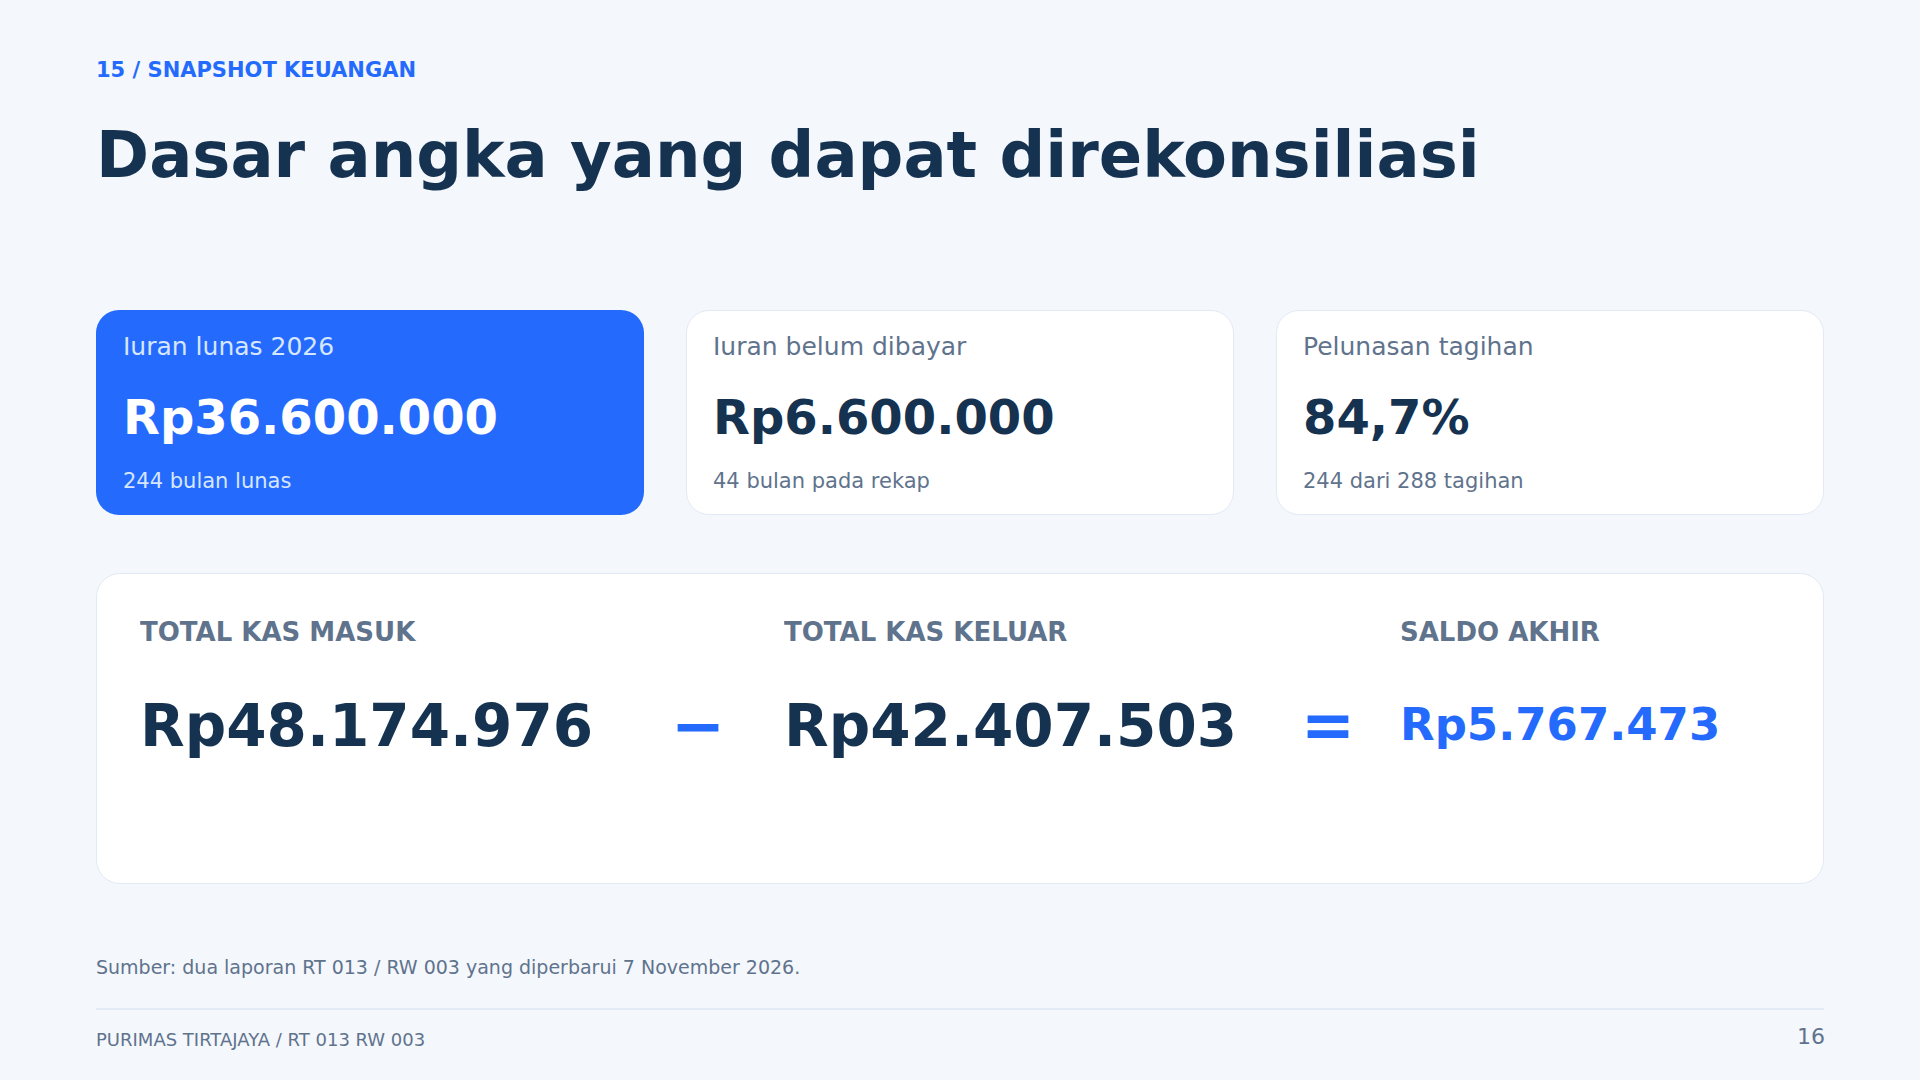 15 / SNAPSHOT KEUANGAN
Dasar angka yang dapat direkonsiliasi
Iuran lunas 2026
Rp36.600.000
244 bulan lunas
Iuran belum dibayar
Rp6.600.000
44 bulan pada rekap
Pelunasan tagihan
84,7%
244 dari 288 tagihan
TOTAL KAS MASUK
Rp48.174.976
−
TOTAL KAS KELUAR
Rp42.407.503
=
SALDO AKHIR
Rp5.767.473
Sumber: dua laporan RT 013 / RW 003 yang diperbarui 7 November 2026.
PURIMAS TIRTAJAYA / RT 013 RW 003
16